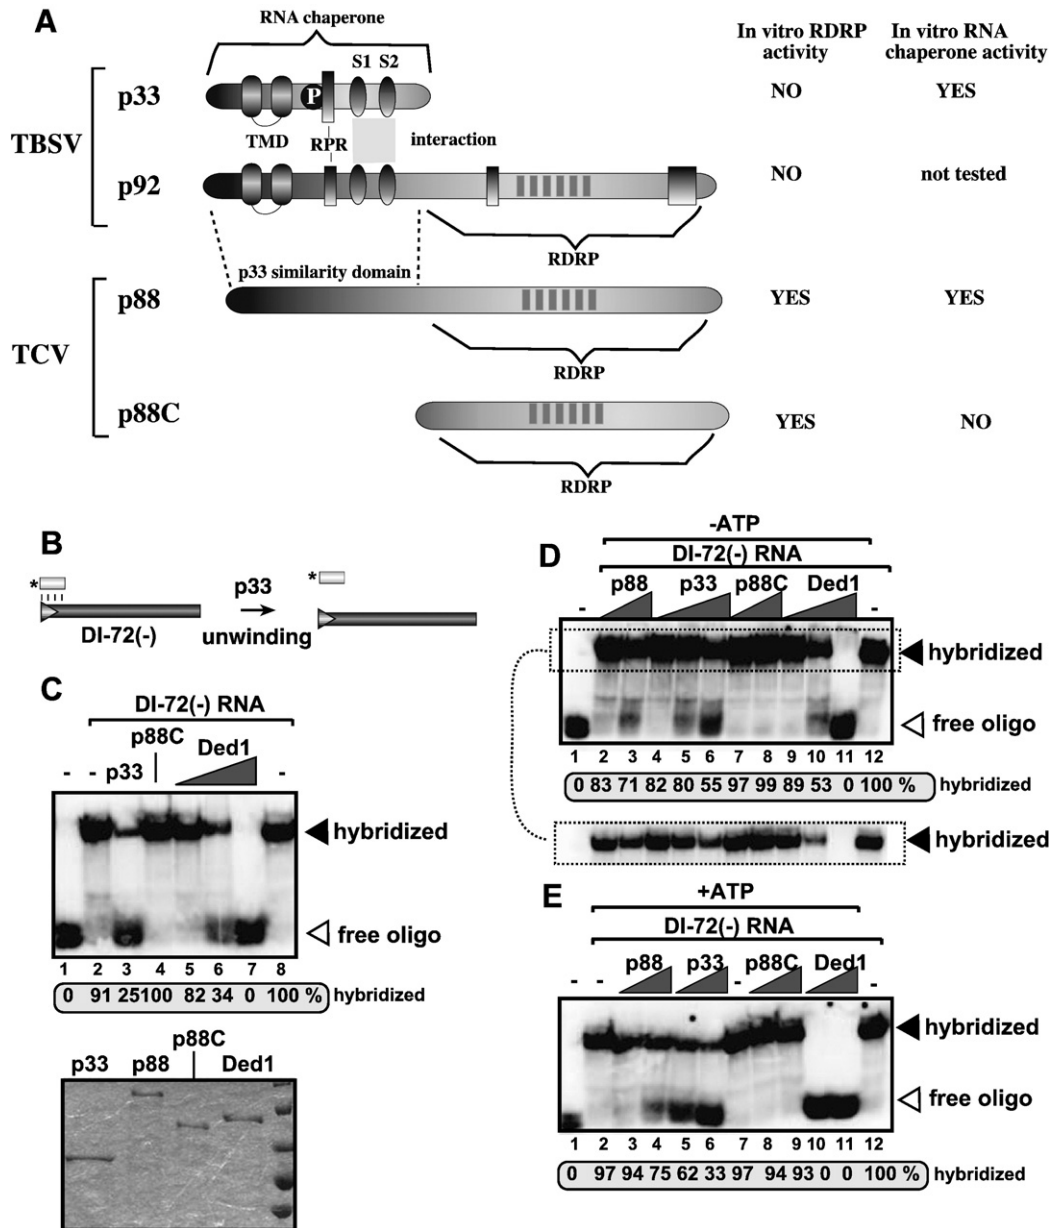 A
RNA chaperone
In vitro RDRP activity
In vitro RNA chaperone activity
S1 S2
TBSV
p33
P
NO
YES
TMD
RPR
interaction
p92
NO
not tested
RDRP
p33 similarity domain
TCV
p88
YES
YES
RDRP
p88C
YES
NO
RDRP
B
*
p33
*
DI-72(-)
unwinding
C
DI-72(-) RNA
p88C
Ded1
- - p33 -
hybridized
free oligo
1 2 3 4 5 6 7 8
0 91 25 100 82 34 0 100 % hybridized
p88C
p33 p88 Ded1
D
-ATP
DI-72(-) RNA
p88 p33 p88C Ded1
- -
hybridized
free oligo
1 2 3 4 5 6 7 8 9 10 11 12
0 83 71 82 80 55 97 99 89 53 0 100 % hybridized
hybridized
E
+ATP
DI-72(-) RNA
p88 p33 p88C Ded1
- - - -
hybridized
free oligo
1 2 3 4 5 6 7 8 9 10 11 12
0 97 94 75 62 33 97 94 93 0 0 100 % hybridized